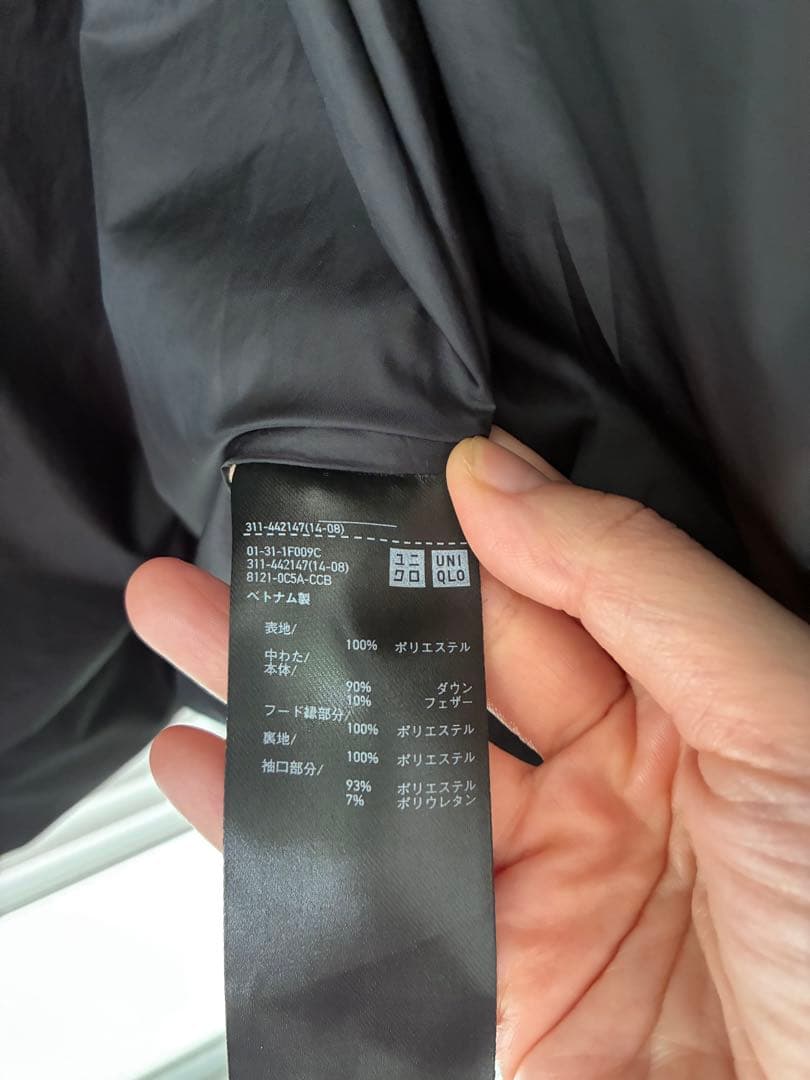 311-442147(14-08)
01-31-1F009C
311-442147(14-08)
8121-0C5A-CCB
ユニ
クロ
UNI
QLO
ベトナム製
表地/
100% ポリエステル
中わた/
本体/
90% ダウン
10% フェザー
フード縁部分/
100% ポリエステル
裏地/
100% ポリエステル
袖口部分/
93% ポリエステル
7% ポリウレタン